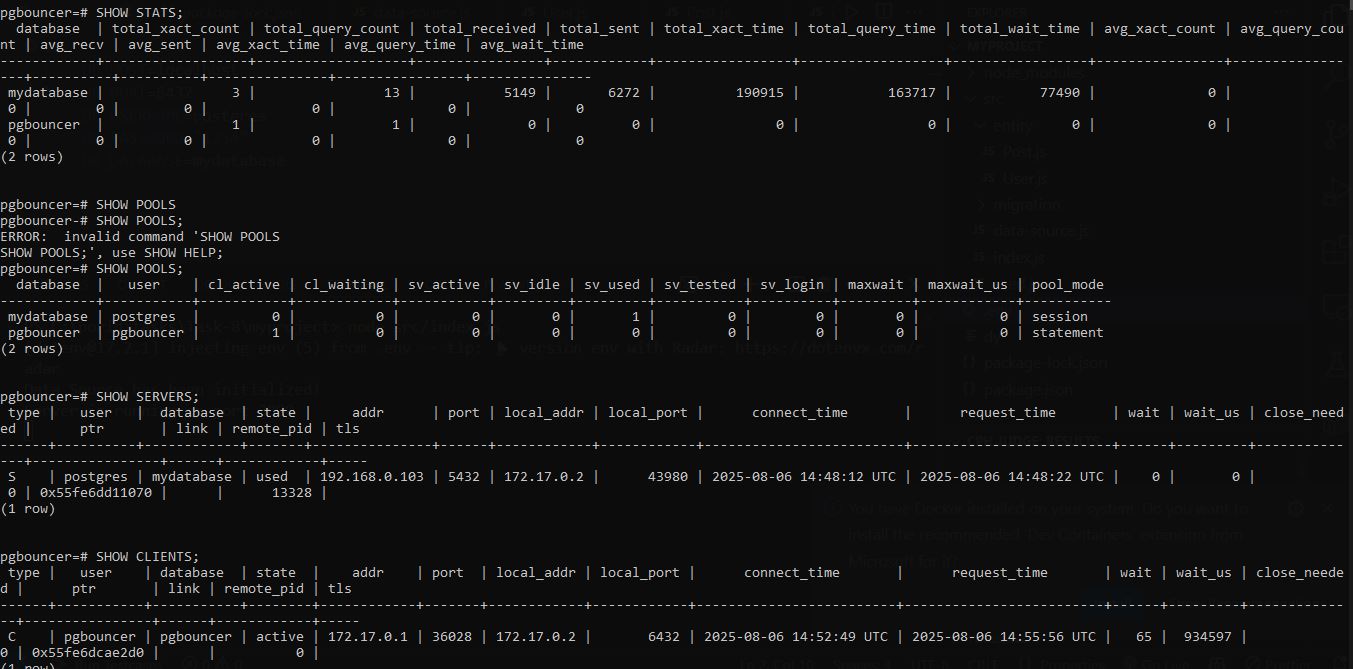 pgbouncer=# SHOW STATS;
  database  | total_xact_count | total_query_count | total_received | total_sent | total_xact_time | total_query_time | total_wait_time | avg_xact_count | avg_query_cou
nt | avg_recv | avg_sent | avg_xact_time | avg_query_time | avg_wait_time
------------+------------------+-------------------+----------------+------------+-----------------+------------------+-----------------+----------------+--------------
---+----------+----------+---------------+----------------+---------------
 mydatabase |                3 |                13 |           5149 |       6272 |          190915 |           163717 |           77490 |              0 |
 0 |        0 |        0 |             0 |              0 |             0
 pgbouncer  |                1 |                 1 |              0 |          0 |               0 |                0 |               0 |              0 |
 0 |        0 |        0 |             0 |              0 |             0
(2 rows)
pgbouncer=# SHOW POOLS
pgbouncer-# SHOW POOLS;
ERROR:  invalid command 'SHOW POOLS
SHOW POOLS;', use SHOW HELP;
pgbouncer=# SHOW POOLS;
  database  |   user    | cl_active | cl_waiting | sv_active | sv_idle | sv_used | sv_tested | sv_login | maxwait | maxwait_us | pool_mode
------------+-----------+-----------+------------+-----------+---------+---------+-----------+----------+---------+------------+-----------
 mydatabase | postgres  |         0 |          0 |         0 |       0 |       1 |         0 |        0 |       0 |          0 | session
 pgbouncer  | pgbouncer |         1 |          0 |         0 |       0 |       0 |         0 |        0 |       0 |          0 | statement
(2 rows)
pgbouncer=# SHOW SERVERS;
 type |   user   |  database  | state |     addr      | port | local_addr | local_port |      connect_time       |      request_time       | wait | wait_us | close_need
ed |      ptr       | link | remote_pid | tls
------+----------+------------+-------+---------------+------+------------+------------+-------------------------+-------------------------+------+---------+-----------
---+----------------+------+------------+-----
 S    | postgres | mydatabase | used  | 192.168.0.103 | 5432 | 172.17.0.2 |      43980 | 2025-08-06 14:48:12 UTC | 2025-08-06 14:48:22 UTC |    0 |       0 |
 0 | 0x55fe6dd11070 |      |      13328 |
(1 row)
pgbouncer=# SHOW CLIENTS;
 type |   user    | database  | state  |    addr    | port  | local_addr | local_port |      connect_time       |      request_time       | wait | wait_us | close_neede
d |      ptr       | link | remote_pid | tls
------+-----------+-----------+--------+------------+-------+------------+------------+-------------------------+-------------------------+------+---------+------------
--+----------------+------+------------+-----
 C    | pgbouncer | pgbouncer | active | 172.17.0.1 | 36028 | 172.17.0.2 |       6432 | 2025-08-06 14:52:49 UTC | 2025-08-06 14:55:56 UTC |   65 |  934597 |
0 | 0x55fe6dcae2d0 |      |          0 |
(1 row)